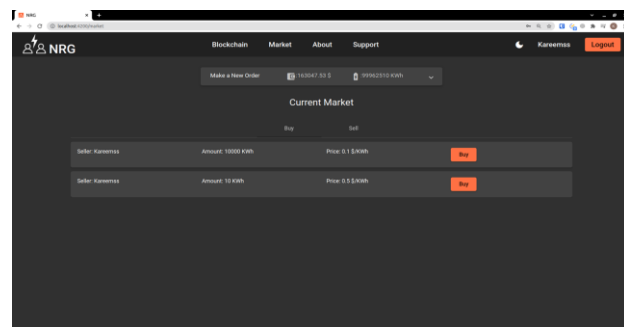 NRG
NRG Blockchain Market About Support Kareemss Logout
Make a New Order 163047.53 $ 99962510 KWh
Current Market
Buy Sell
Seller: Kareemss Amount: 10000 KWh Price: 0.1 $/KWh Buy
Seller: Kareemss Amount: 10 KWh Price: 0.5 $/KWh Buy